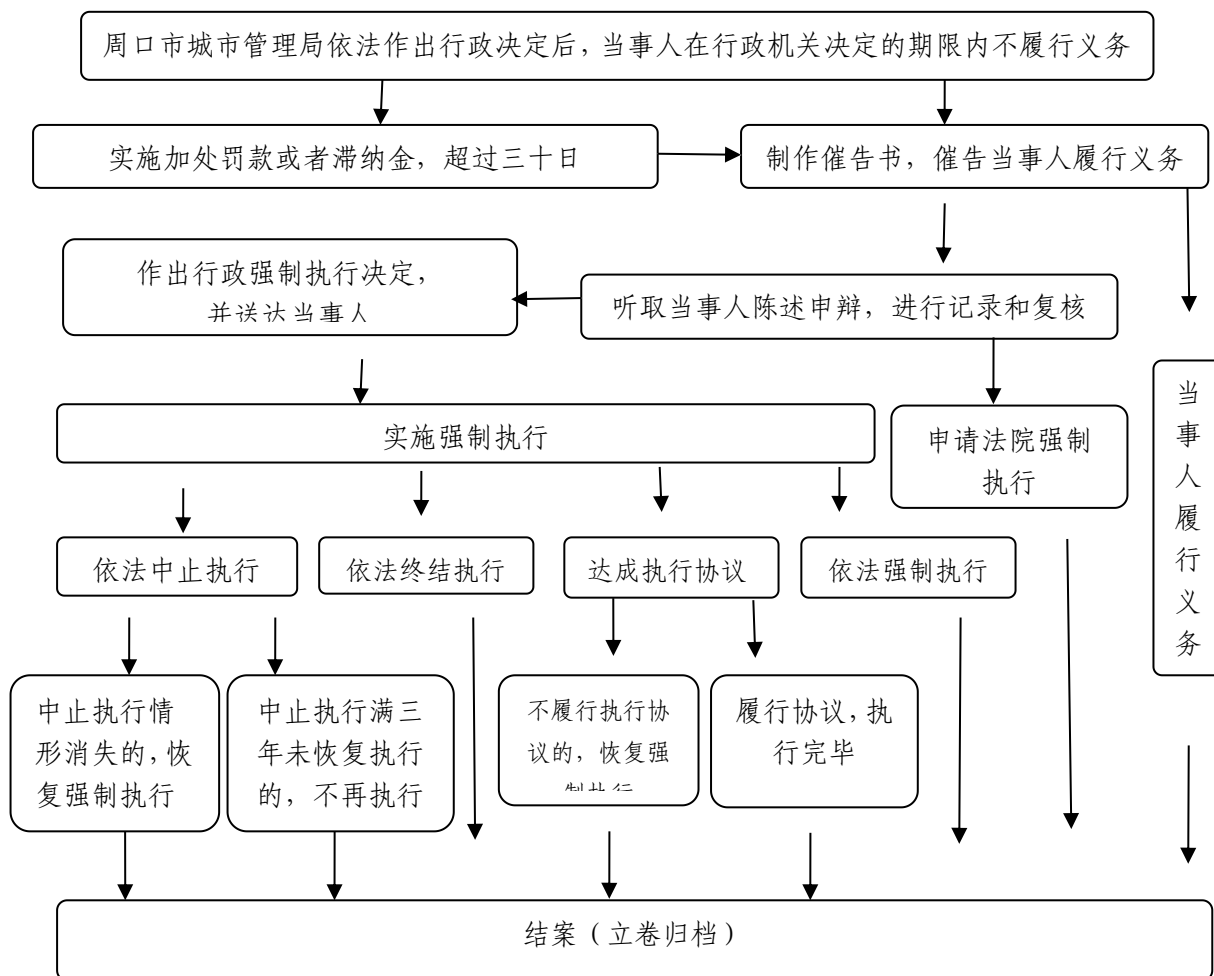 周口市城市管理局依法作出行政决定后，当事人在行政机关决定的期限内不履行义务
实施加处罚款或者滞纳金，超过三十日
制作催告书，催告当事人履行义务
作出行政强制执行决定，
并送达当事人
听取当事人陈述申辩，进行记录和复核
实施强制执行
申请法院强制
执行
当事人履行义务
依法中止执行
依法终结执行
达成执行协议
依法强制执行
中止执行情
形消失的，恢
复强制执行
中止执行满三
年未恢复执行
的，不再执行
不履行执行协
议的，恢复强
制执行
履行协议，执
行完毕
结案（立卷归档）